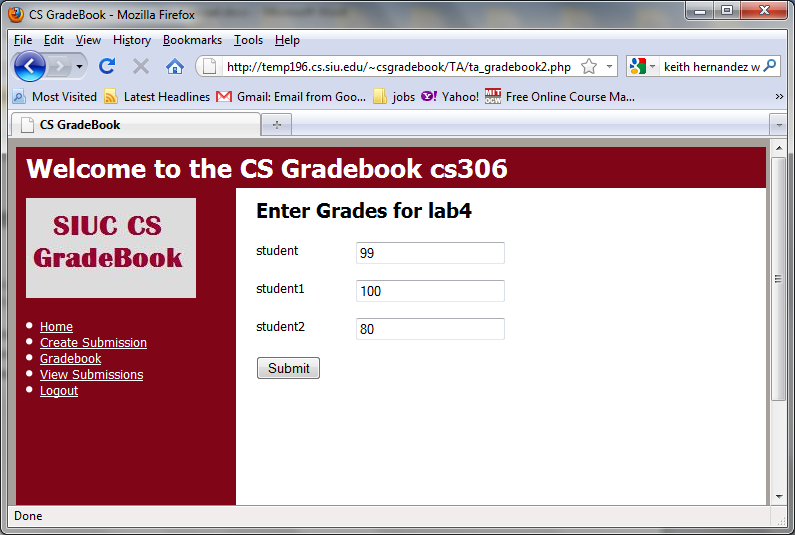 CS GradeBook - Mozilla Firefox
File Edit View History Bookmarks Tools Help
http://temp196.cs.siu.edu/~csgradebook/TA/ta_gradebook2.php keith hernandez w
Most Visited Latest Headlines Gmail: Email from Goo... jobs Yahoo! MIT OCW Free Online Course Ma... »
CS GradeBook
Welcome to the CS Gradebook cs306
SIUC CS
GradeBook
Home
Create Submission
Gradebook
View Submissions
Logout
Enter Grades for lab4
student 99
student1 100
student2 80
Submit
Done